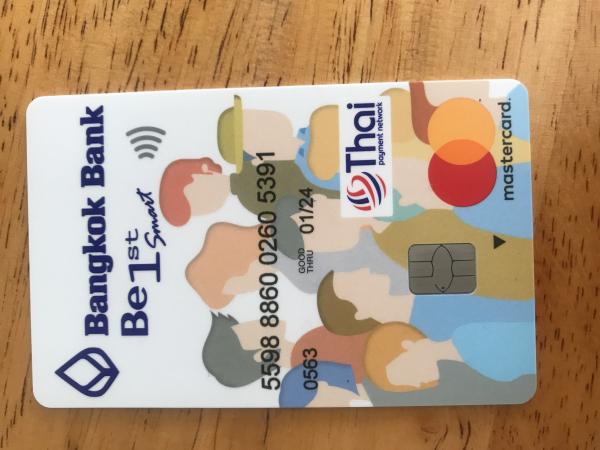 Bangkok Bank
Be 1st
Smart
5598 8860 0260 5391
0563
GOOD
THRU
01/24
Thai
payment network
mastercard.